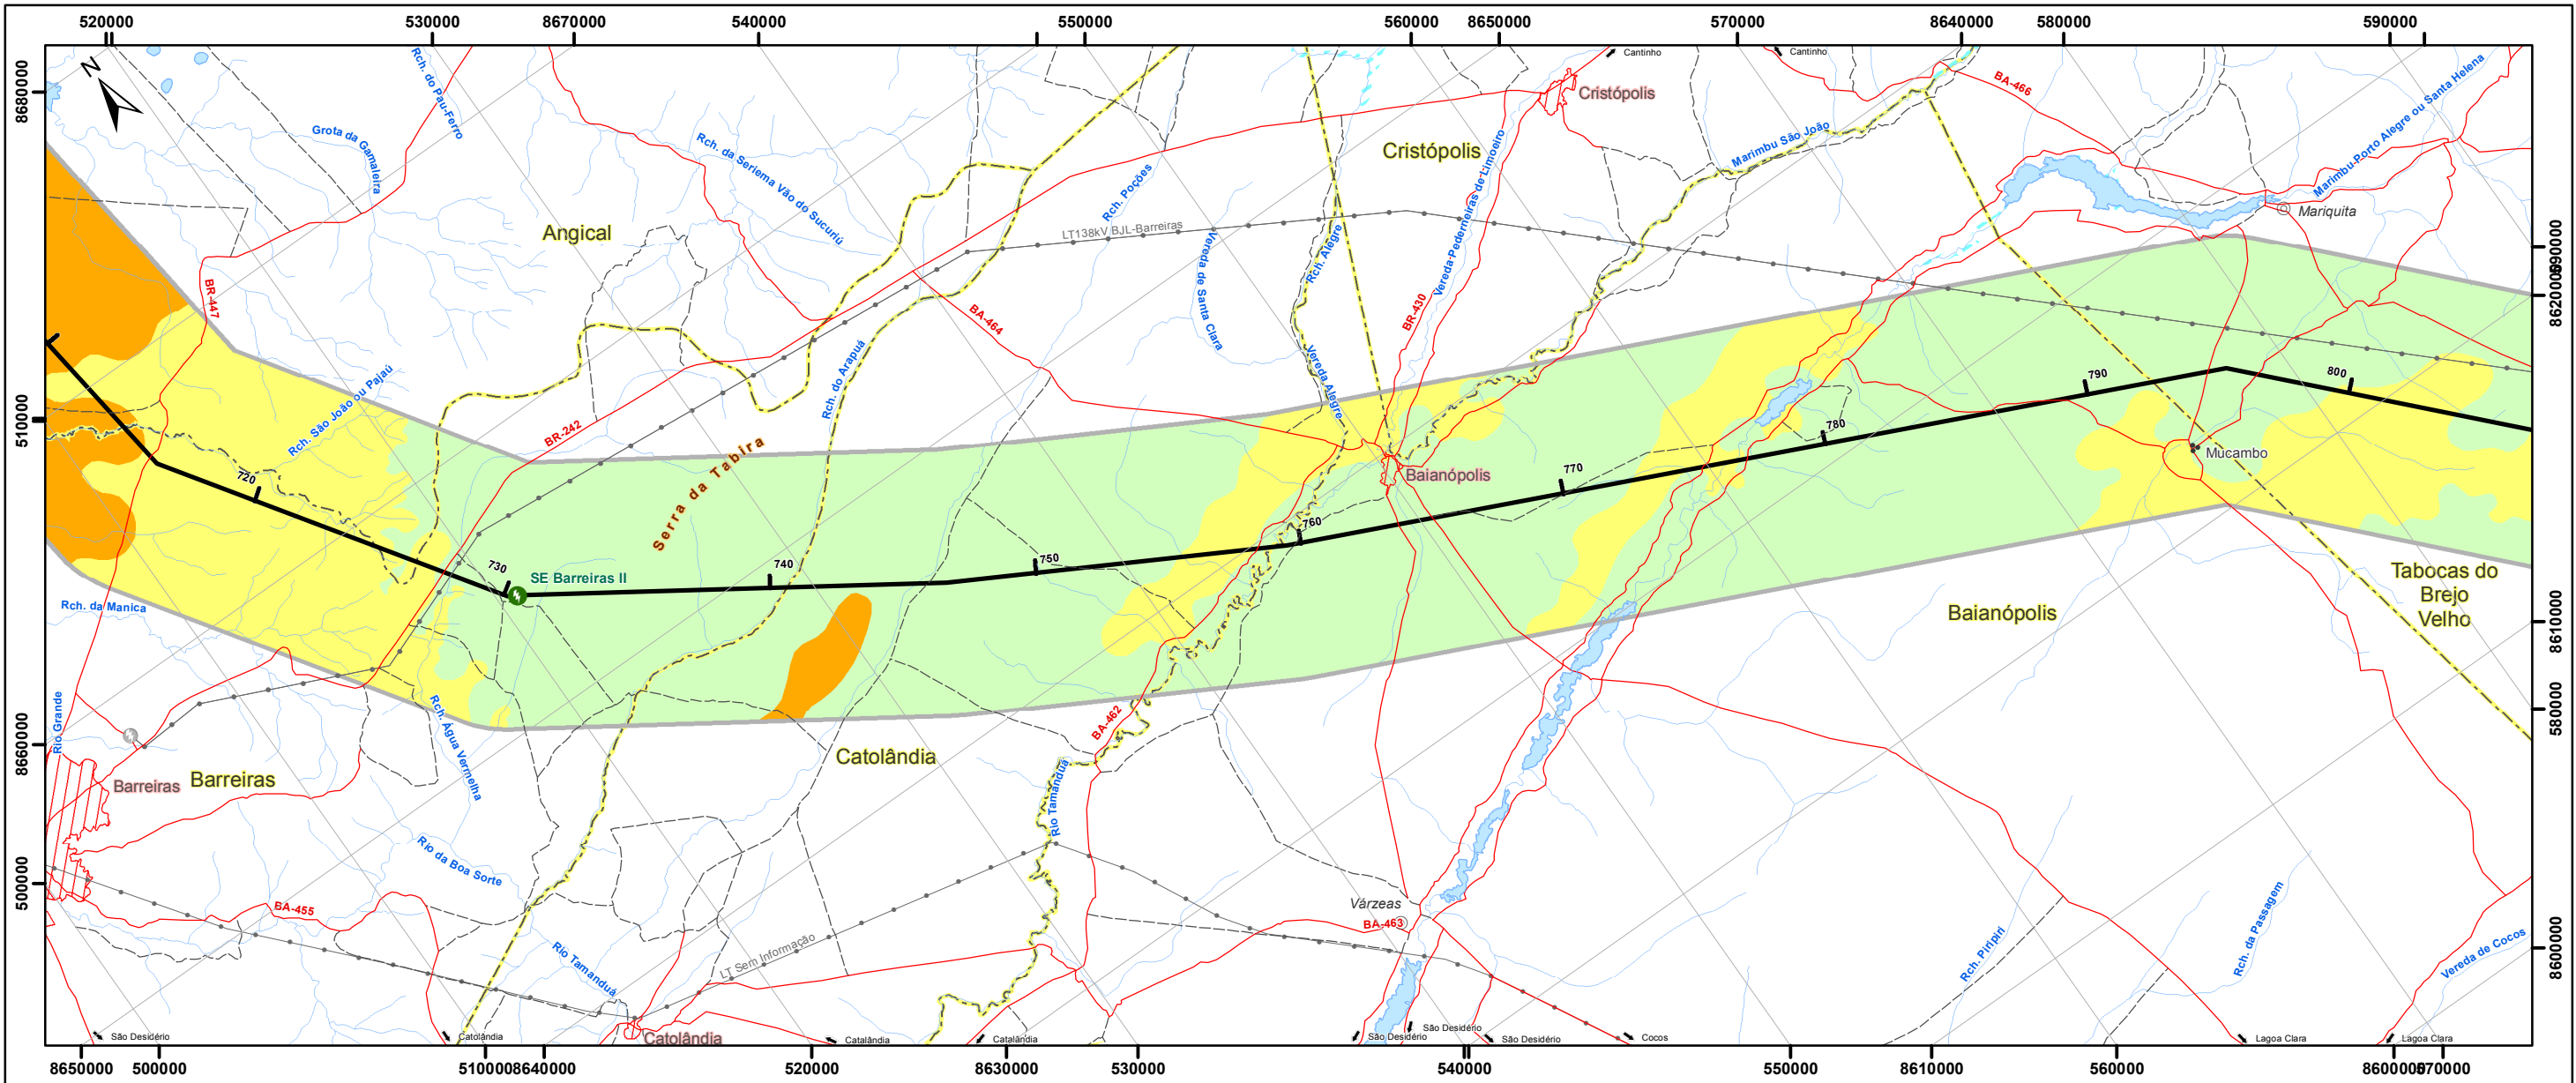 520000
530000
8670000
540000
550000
560000
8650000
570000
8640000
580000
590000
8680000
510000
8660000
500000
590000
8620000
8610000
580000
8600000
8650000
500000
510000
8640000
520000
8630000
530000
540000
550000
8610000
560000
8600000
570000
N
Cantinho
Cantinho
Rch. do Pau-Ferro
Grota da Gamaleira
Rch. da Seriema Vão do Sucuriú
Rch. Poções
Cristópolis
Cristópolis
Vereda Pederneiras de Limoeiro
Marimbu São João
BA-466
Marimbu Porto Alegre ou Santa Helena
Mariquita
Angical
LT138kV BJL-Barreiras
Vereda de Santa Clara
Rch. Alegre
BR-447
BA-464
BR-430
Rch. São João ou Pajaú
Rch. do Arapuá
Vereda Alegre
BR-242
Serra da Tabira
Baianópolis
Mucambo
720
730
740
750
760
770
780
790
800
SE Barreiras II
Rch. da Manica
Tabocas do
Brejo
Velho
Baianópolis
Rio Grande
Rch. Água Vermelha
BA-462
Catolândia
Barreiras
Barreiras
Rio Tamanduá
Rio da Boa Sorte
BA-455
Várzeas
BA-463
Rio Tamanduá
LT Sem Informação
Rch. Piripiri
Rch. da Passagem
Vereda de Cocos
Catolândia
São Desidério
Catolândia
Catalândia
Catalândia
São Desidério
São Desidério
São Desidério
Cocos
Lagoa Clara
Lagoa Clara